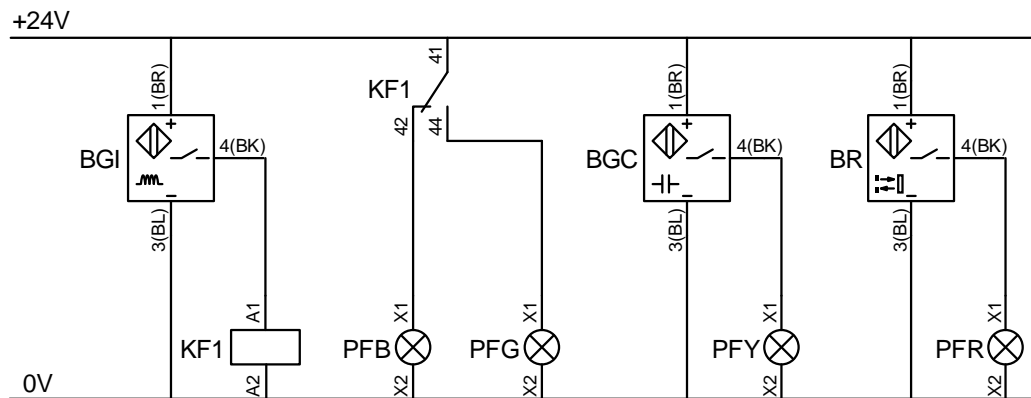 +24V
1(BR)
BGI
+
4(BK)
−
3(BL)
A1
KF1
A2
41
KF1
42
44
X1
PFB
X2
X1
PFG
X2
1(BR)
BGC
+
4(BK)
−
3(BL)
X1
PFY
X2
1(BR)
BR
+
4(BK)
−
3(BL)
X1
PFR
X2
0V